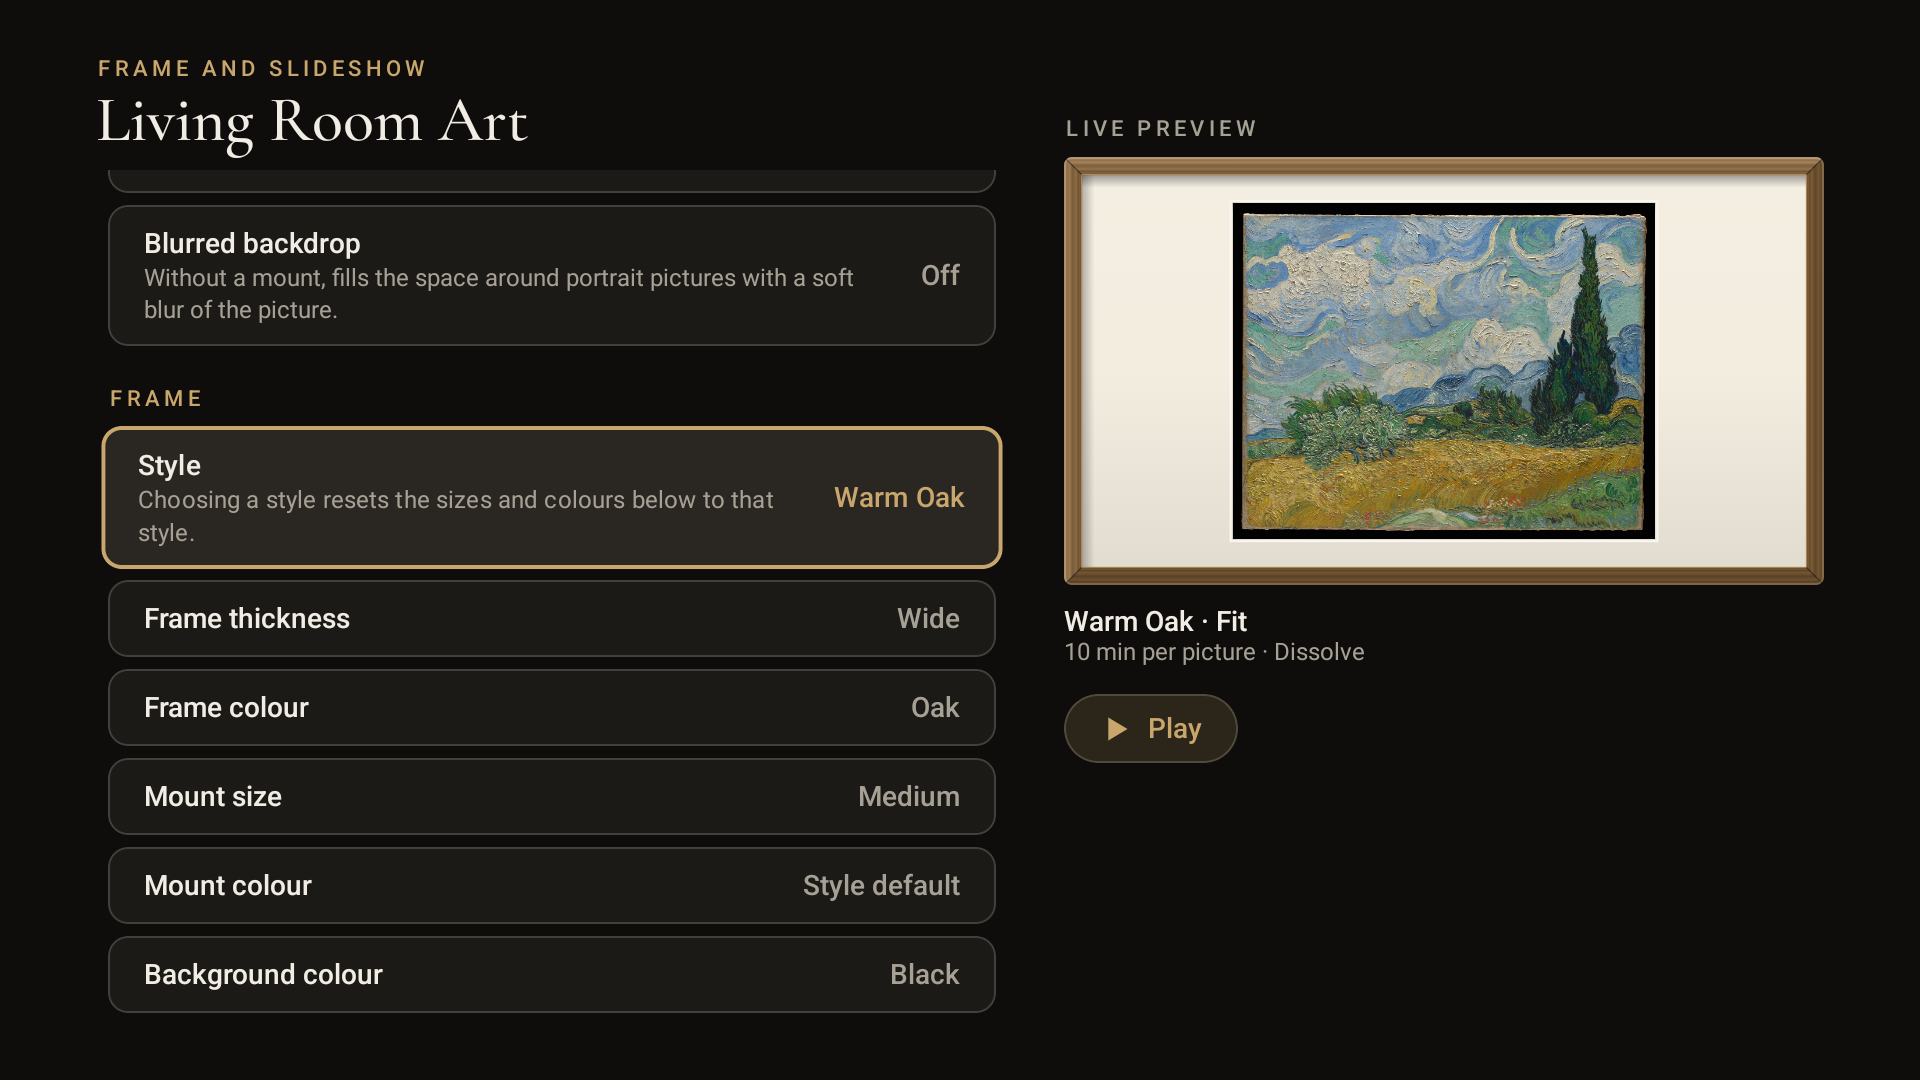 FRAME AND SLIDESHOW
Living Room Art
Blurred backdrop
Without a mount, fills the space around portrait pictures with a soft
blur of the picture.
Off
FRAME
Style
Choosing a style resets the sizes and colours below to that
style.
Warm Oak
Frame thickness
Wide
Frame colour
Oak
Mount size
Medium
Mount colour
Style default
Background colour
Black
LIVE PREVIEW
Warm Oak · Fit
10 min per picture · Dissolve
Play